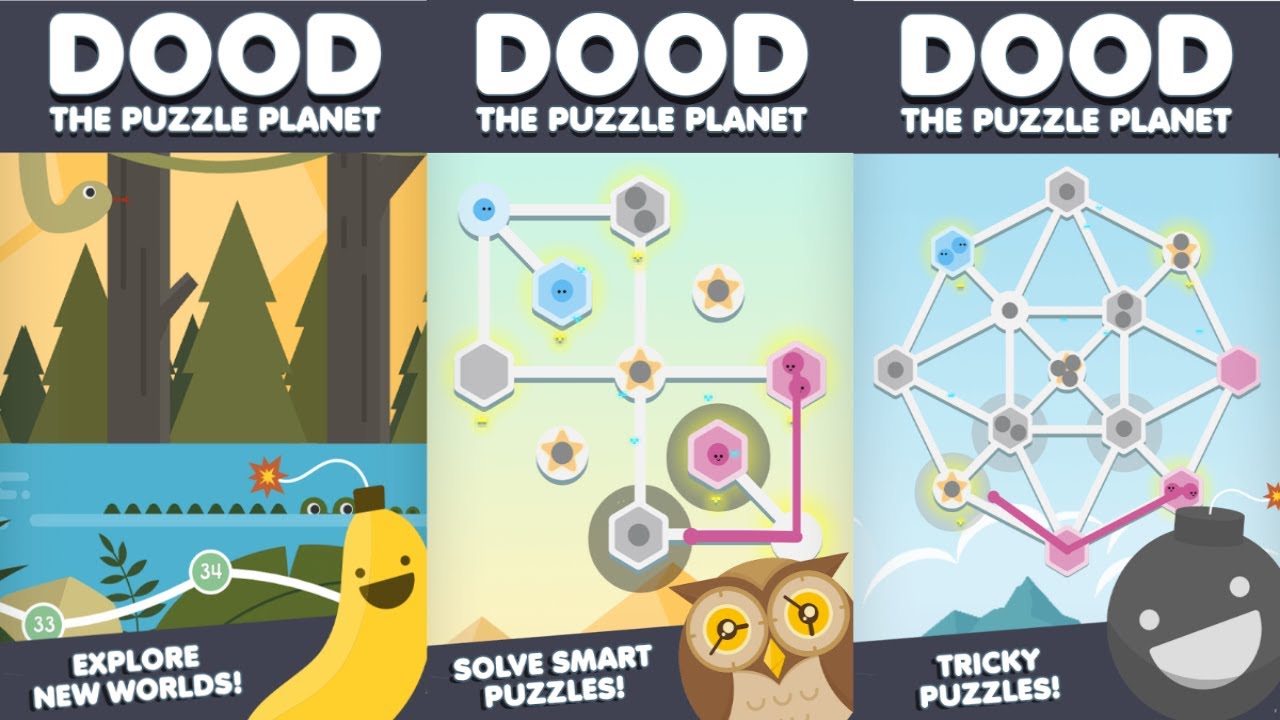 DOOD
THE PUZZLE PLANET
33
34
EXPLORE
NEW WORLDS!
DOOD
THE PUZZLE PLANET
SOLVE SMART
PUZZLES!
DOOD
THE PUZZLE PLANET
TRICKY
PUZZLES!